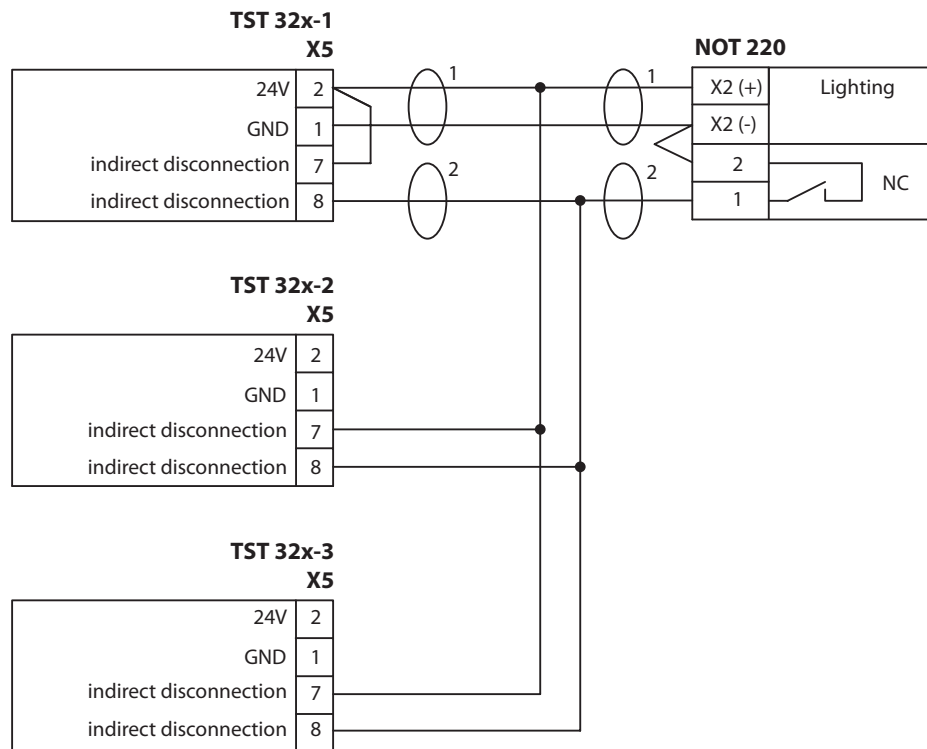 TST 32x-1
X5
24V 2
GND 1
indirect disconnection 7
indirect disconnection 8
1
2
1
2
NOT 220
X2 (+) Lighting
X2 (-)
2
1
NC
TST 32x-2
X5
24V 2
GND 1
indirect disconnection 7
indirect disconnection 8
TST 32x-3
X5
24V 2
GND 1
indirect disconnection 7
indirect disconnection 8